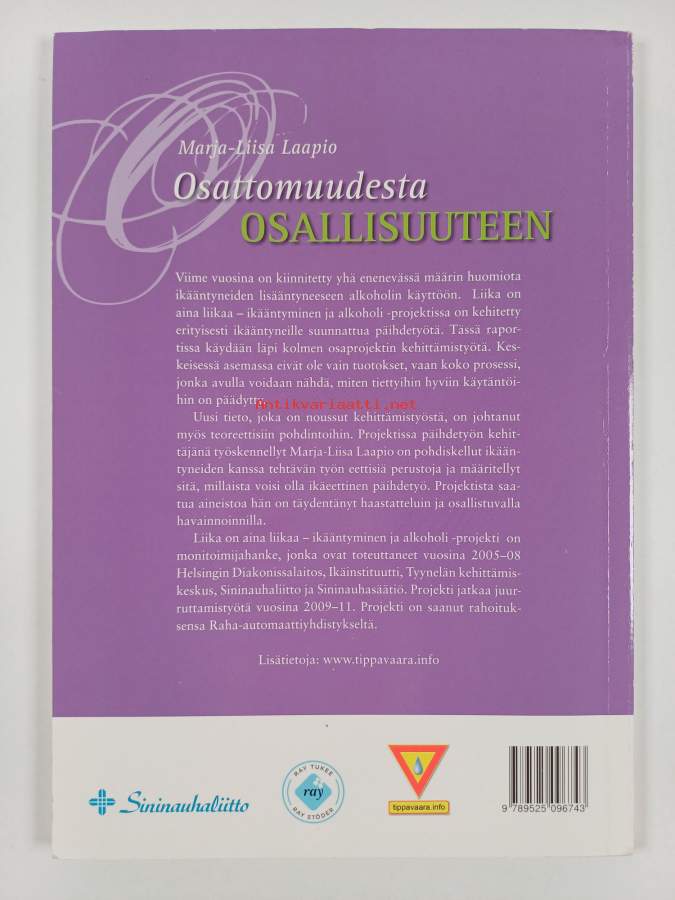 Marja-Liisa Laapio
Osattomuudesta
OSALLISUUTEEN
Viime vuosina on kiinnitetty yhä enenevässä määrin huomiota
ikääntyneiden lisääntyneeseen alkoholin käyttöön. Liika on
aina liikaa – ikääntyminen ja alkoholi -projektissa on kehitetty
erityisesti ikääntyneille suunnattua päihdetyötä. Tässä rapor-
tissa käydään läpi kolmen osaprojektin kehittämistyötä. Kes-
keisessä asemassa eivät ole vain tuotokset, vaan koko prosessi,
jonka avulla voidaan nähdä, miten tiettyihin hyviin käytäntöi-
hin on päädytty.
Antikvariaatti.net
Uusi tieto, joka on noussut kehittämistyöstä, on johtanut
myös teoreettisiin pohdintoihin. Projektissa päihdetyön kehit-
täjänä työskennellyt Marja-Liisa Laapio on pohdiskellut ikään-
tyneiden kanssa tehtävän työn eettisiä perustoja ja määritellyt
sitä, millaista voisi olla ikäeettinen päihdetyö. Projektista saa-
tua aineistoa hän on täydentänyt haastatteluin ja osallistuvalla
havainnoinnilla.
Liika on aina liikaa – ikääntyminen ja alkoholi -projekti on
monitoimijahanke, jonka ovat toteuttaneet vuosina 2005–08
Helsingin Diakonissalaitos, Ikäinstituutti, Tyynelän kehittämis-
keskus, Sininauhaliitto ja Sininauhasäätiö. Projekti jatkaa juur-
ruttamistyötä vuosina 2009–11. Projekti on saanut rahoituk-
sensa Raha-automaattiyhdistykseltä.
Lisätietoja: www.tippavaara.info
Sininauhaliitto
RAY TUKEE
ray
RAY STÖDER
tippavaara.info
9 789525 096743